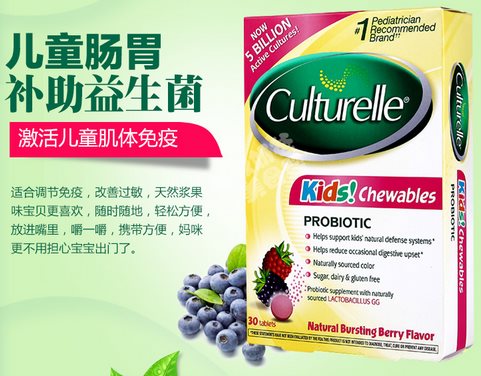 儿童肠胃
补助益生菌
激活儿童肌体免疫
适合调节免疫，改善过敏，天然浆果
味宝贝更喜欢，随时随地，轻松方便，
放进嘴里，嚼一嚼，携带方便，妈咪
更不用担心宝宝出门了。
NOW
5 BILLION
Active Cultures!
#1 Pediatrician
Recommended
Brand††
Culturelle®
Kids! Chewables
PROBIOTIC
Helps support kids' natural defense systems*
Helps reduce occasional digestive upset*
Naturally sourced color
Sugar, dairy & gluten free
Probiotic supplement with naturally
sourced LACTOBACILLUS GG
30 tablets
Natural Bursting Berry Flavor
Culturelle
Kids! Chewables
PROBIOTIC